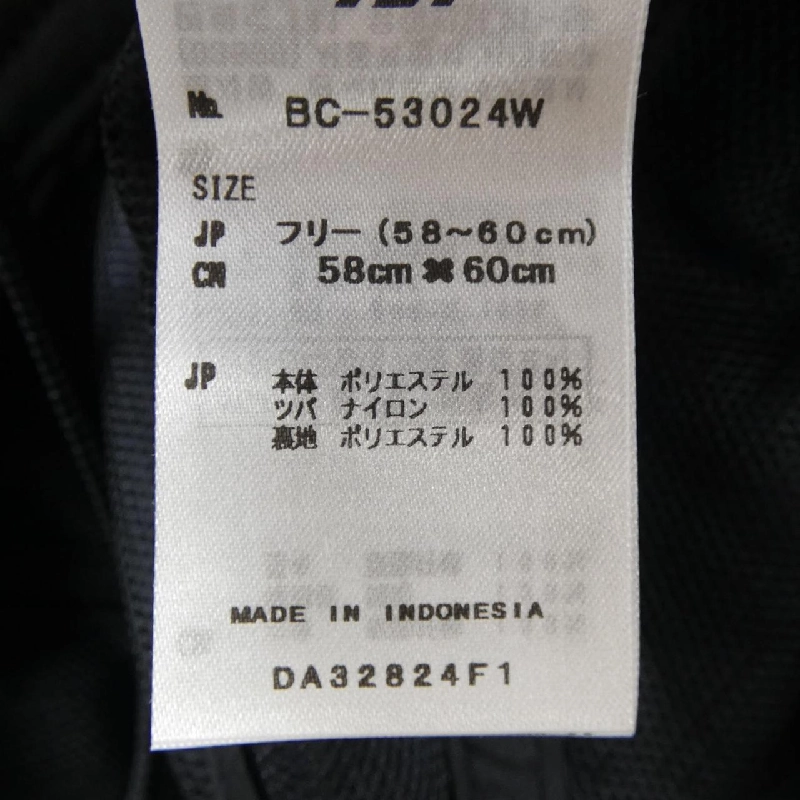 No. BC-53024W
SIZE
JP フリー(58～60cm)
CN 58cm✖60cm
JP 本体 ポリエステル 100%
ツバ ナイロン 100%
裏地 ポリエステル 100%
MADE IN INDONESIA
DA32824F1